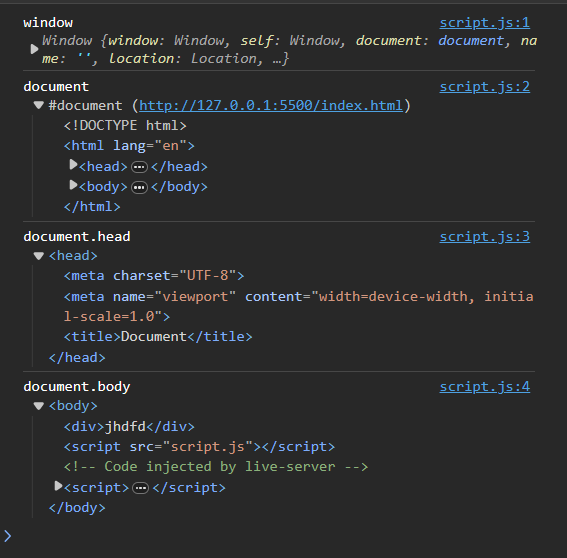 window script.js:1
Window {window: Window, self: Window, document: document, na
me: '', location: Location, …}
document script.js:2
#document (http://127.0.0.1:5500/index.html)
<!DOCTYPE html>
<html lang="en">
<head> ••• </head>
<body> ••• </body>
</html>
document.head script.js:3
<head>
<meta charset="UTF-8">
<meta name="viewport" content="width=device-width, initia
l-scale=1.0">
<title>Document</title>
</head>
document.body script.js:4
<body>
<div>jhdfd</div>
<script src="script.js"></script>
<!-- Code injected by live-server -->
<script> ••• </script>
</body>